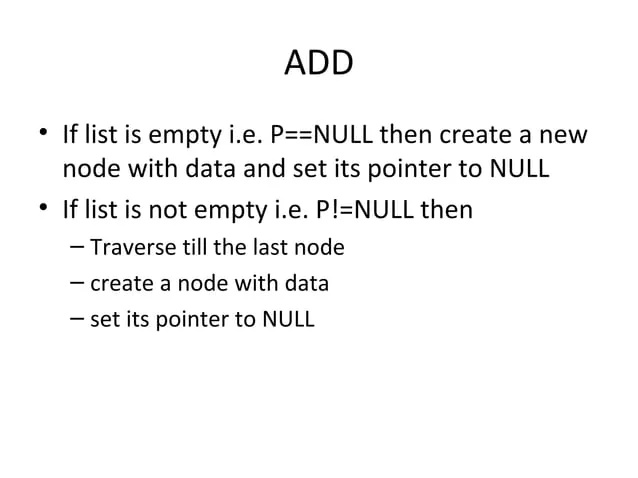 ADD
• If list is empty i.e. P==NULL then create a new
node with data and set its pointer to NULL
• If list is not empty i.e. P!=NULL then
– Traverse till the last node
– create a node with data
– set its pointer to NULL